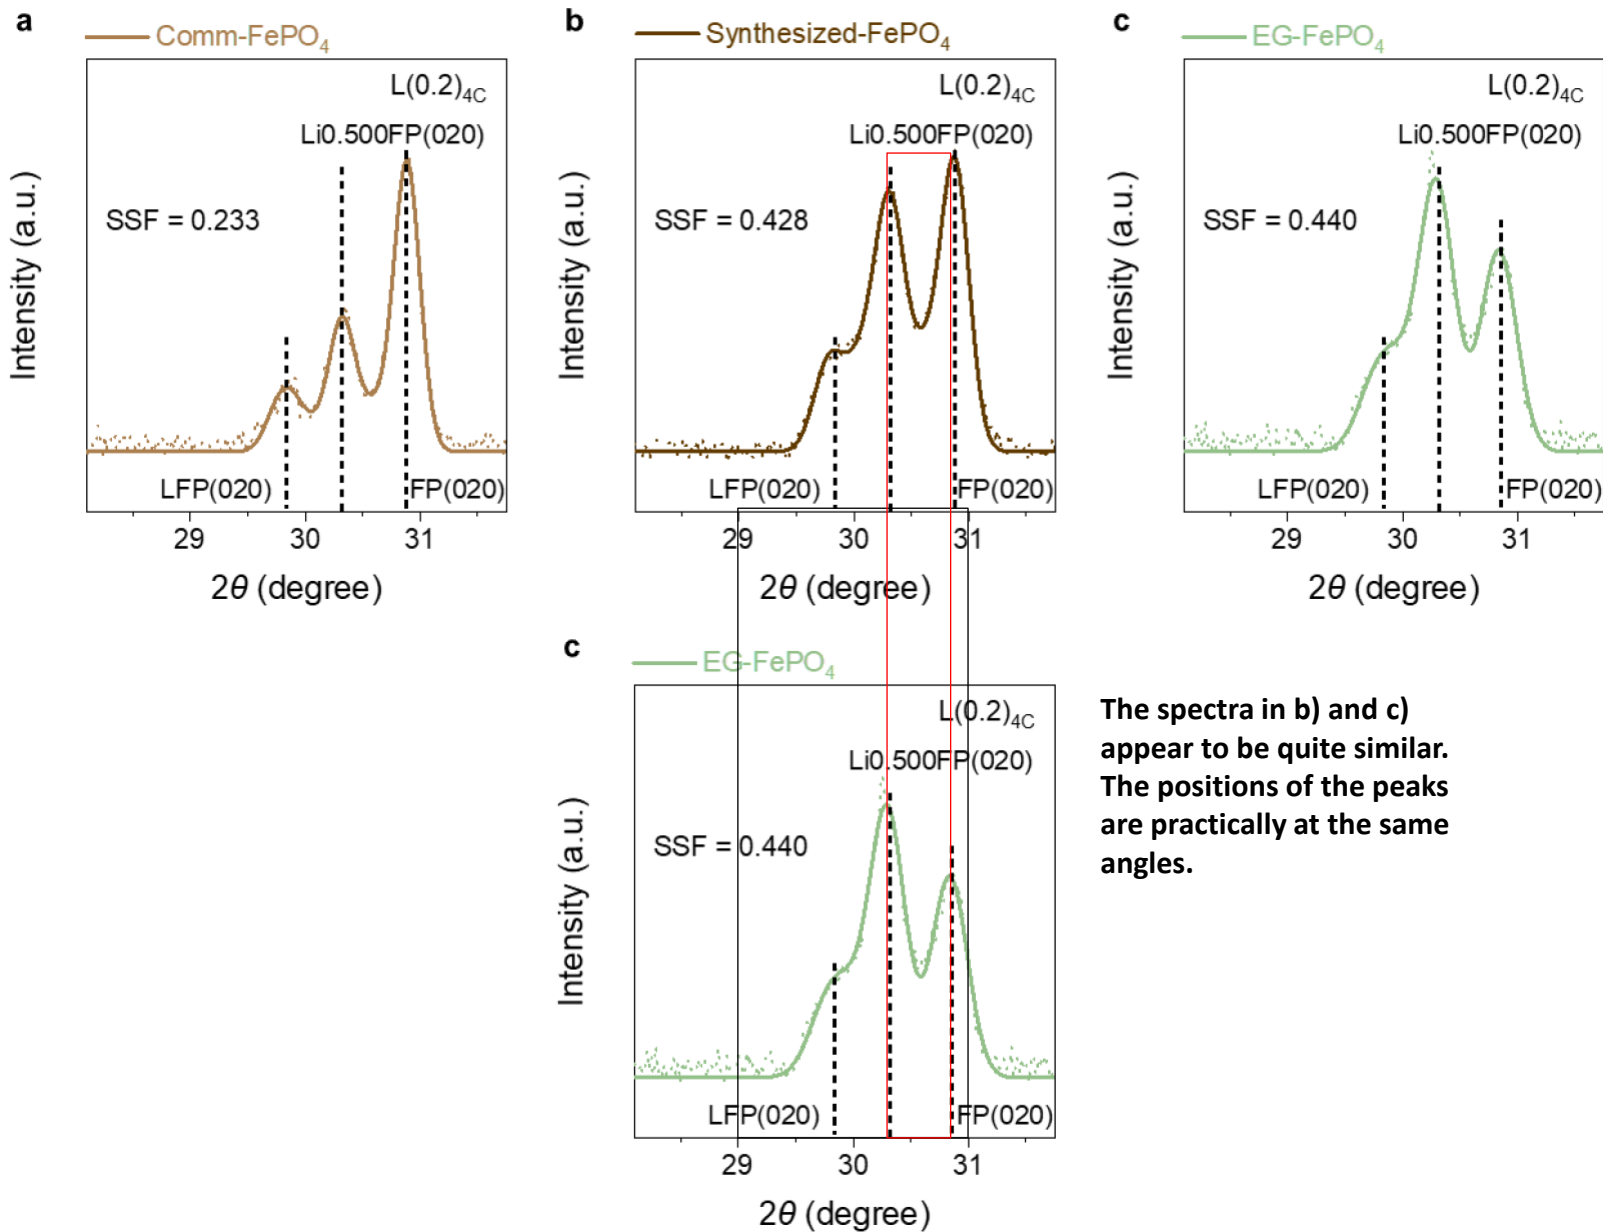 a
Comm-FePO4
L(0.2)4C
Li0.500FP(020)
SSF = 0.233
LFP(020)
FP(020)
29 30 31
2θ (degree)
Intensity (a.u.)
b
Synthesized-FePO4
L(0.2)4C
Li0.500FP(020)
SSF = 0.428
LFP(020)
FP(020)
29 30 31
2θ (degree)
Intensity (a.u.)
c
EG-FePO4
L(0.2)4C
Li0.500FP(020)
SSF = 0.440
LFP(020)
FP(020)
29 30 31
2θ (degree)
Intensity (a.u.)
c
EG-FePO4
L(0.2)4C
Li0.500FP(020)
SSF = 0.440
LFP(020)
FP(020)
29 30 31
2θ (degree)
Intensity (a.u.)
The spectra in b) and c)
appear to be quite similar.
The positions of the peaks
are practically at the same
angles.